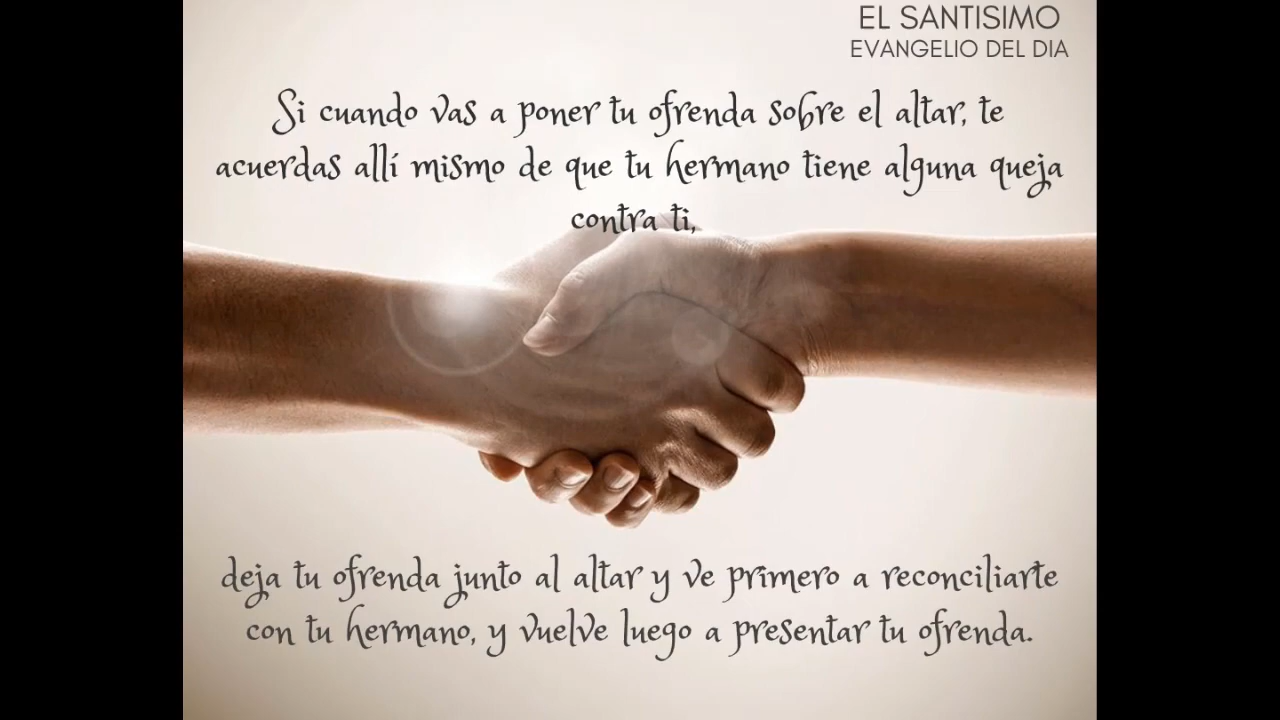 EL SANTISIMO
EVANGELIO DEL DIA
Si cuando vas a poner tu ofrenda sobre el altar, te
acuerdas allí mismo de que tu hermano tiene alguna queja
contra ti,
deja tu ofrenda junto al altar y ve primero a reconciliarte
con tu hermano, y vuelve luego a presentar tu ofrenda.